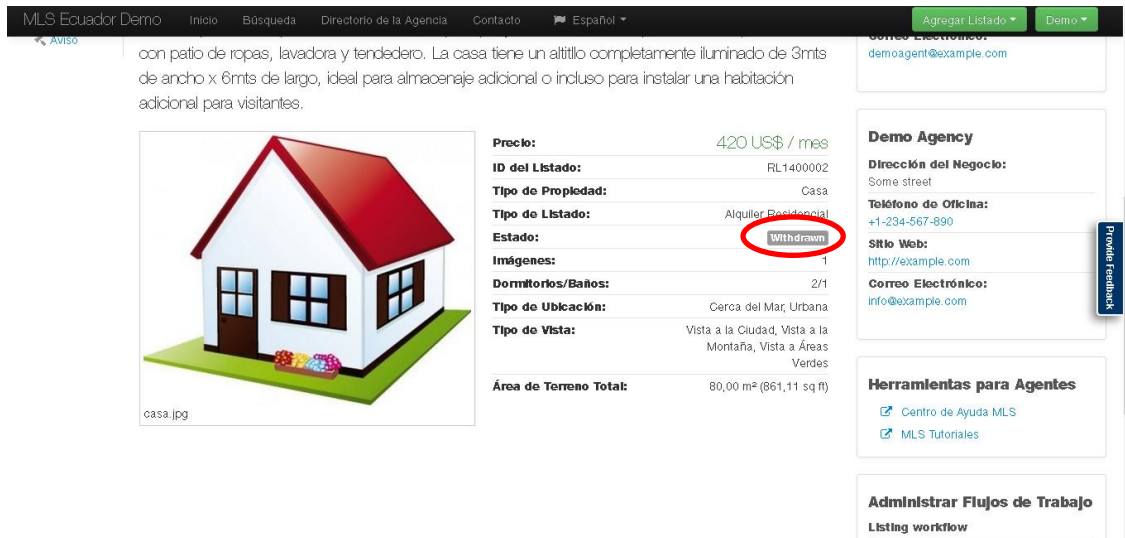 MLS Ecuador Demo Inicio Búsqueda Directorio de la Agencia Contacto Español Agregar Listado Demo
Aviso
con patio de ropas, lavadora y tendedero. La casa tiene un altillo completamente iluminado de 3mts
de ancho x 6mts de largo, ideal para almacenaje adicional o incluso para instalar una habitación
adicional para visitantes.
casa.jpg
Precio: 420 US$ / mes
ID del Listado: RL1400002
Tipo de Propiedad: Casa
Tipo de Listado: Alquiler Residencial
Estado: Withdrawn
Imágenes: 1
Dormitorios/Baños: 2/1
Tipo de Ubicación: Cerca del Mar, Urbana
Tipo de Vista: Vista a la Ciudad, Vista a la
Montaña, Vista a Áreas
Verdes
Área de Terreno Total: 80,00 m² (861,11 sq ft)
Correo Electrónico:
demoagent@example.com
Demo Agency
Dirección del Negocio:
Some street
Teléfono de Oficina:
+1-234-567-890
Sitio Web:
http://example.com
Correo Electrónico:
info@example.com
Provide Feedback
Herramientas para Agentes
Centro de Ayuda MLS
MLS Tutoriales
Administrar Flujos de Trabajo
Listing workflow